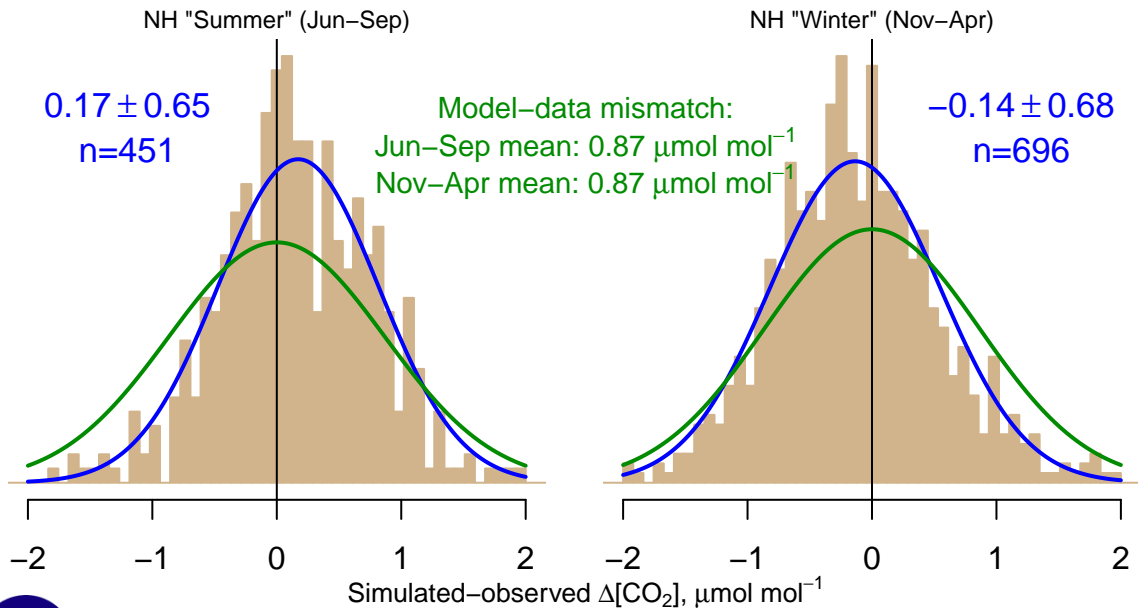 NH "Summer" (Jun−Sep)
NH "Winter" (Nov−Apr)
0.17 ± 0.65
n=451
Model−data mismatch:
Jun−Sep mean: 0.87 μmol mol⁻¹
Nov−Apr mean: 0.87 μmol mol⁻¹
−0.14 ± 0.68
n=696
−2 −1 0 1 2
−2 −1 0 1 2
Simulated−observed Δ[CO₂], μmol mol⁻¹